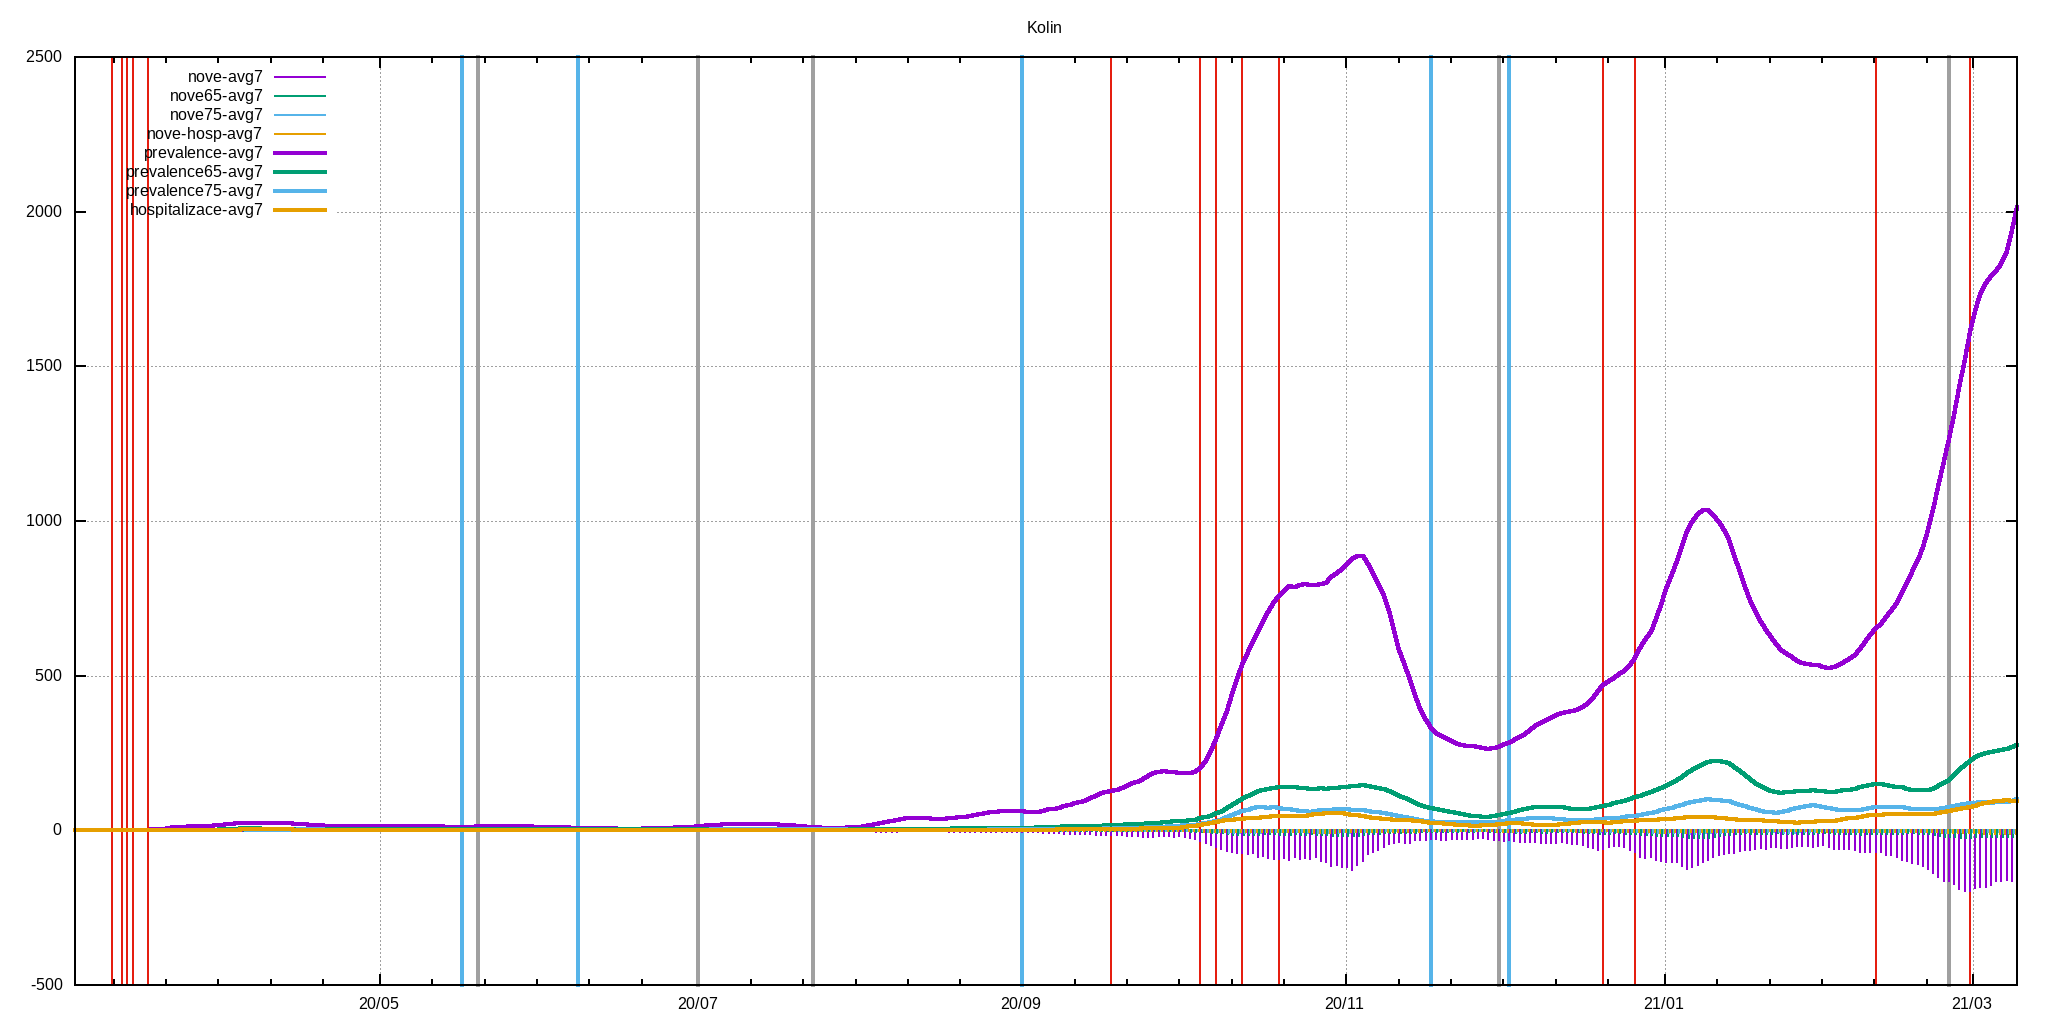 Kolin
2500
2000
1500
1000
500
0
-500
nove-avg7
nove65-avg7
nove75-avg7
nove-hosp-avg7
prevalence-avg7
prevalence65-avg7
prevalence75-avg7
hospitalizace-avg7
20/05
20/07
20/09
20/11
21/01
21/03